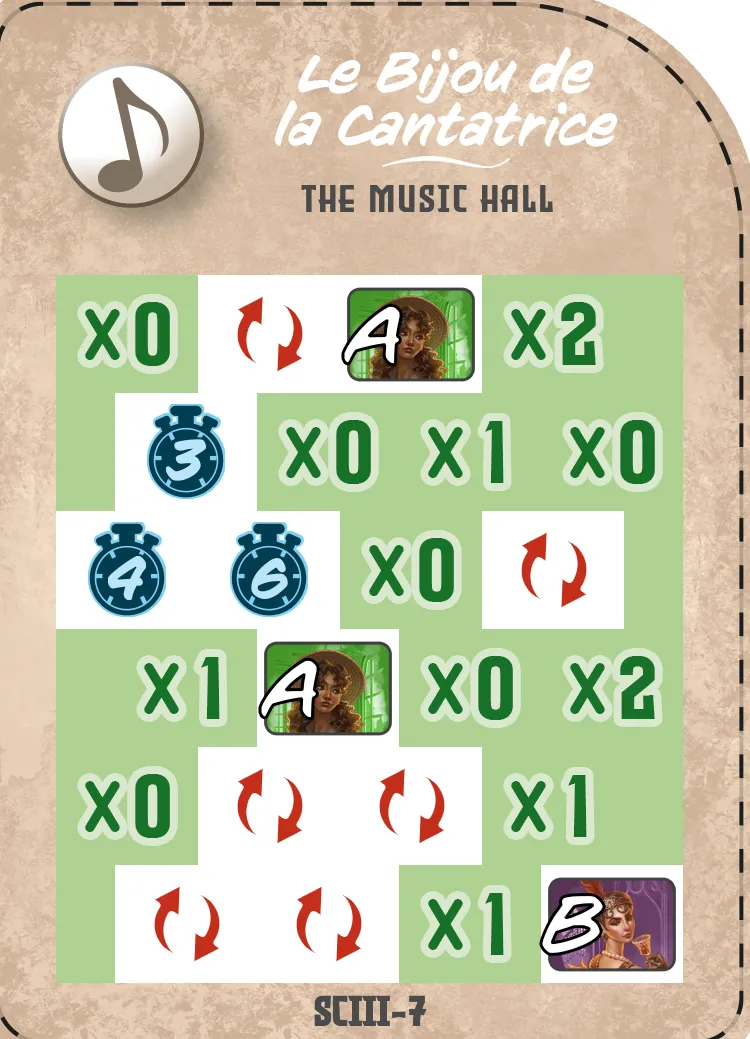 Le Bijou de
la Cantatrice
THE MUSIC HALL
x0 A x2
3 x0 x1 x0
4 6 x0
x1 A x0 x2
x0 x1
x1 B
SCIII-7